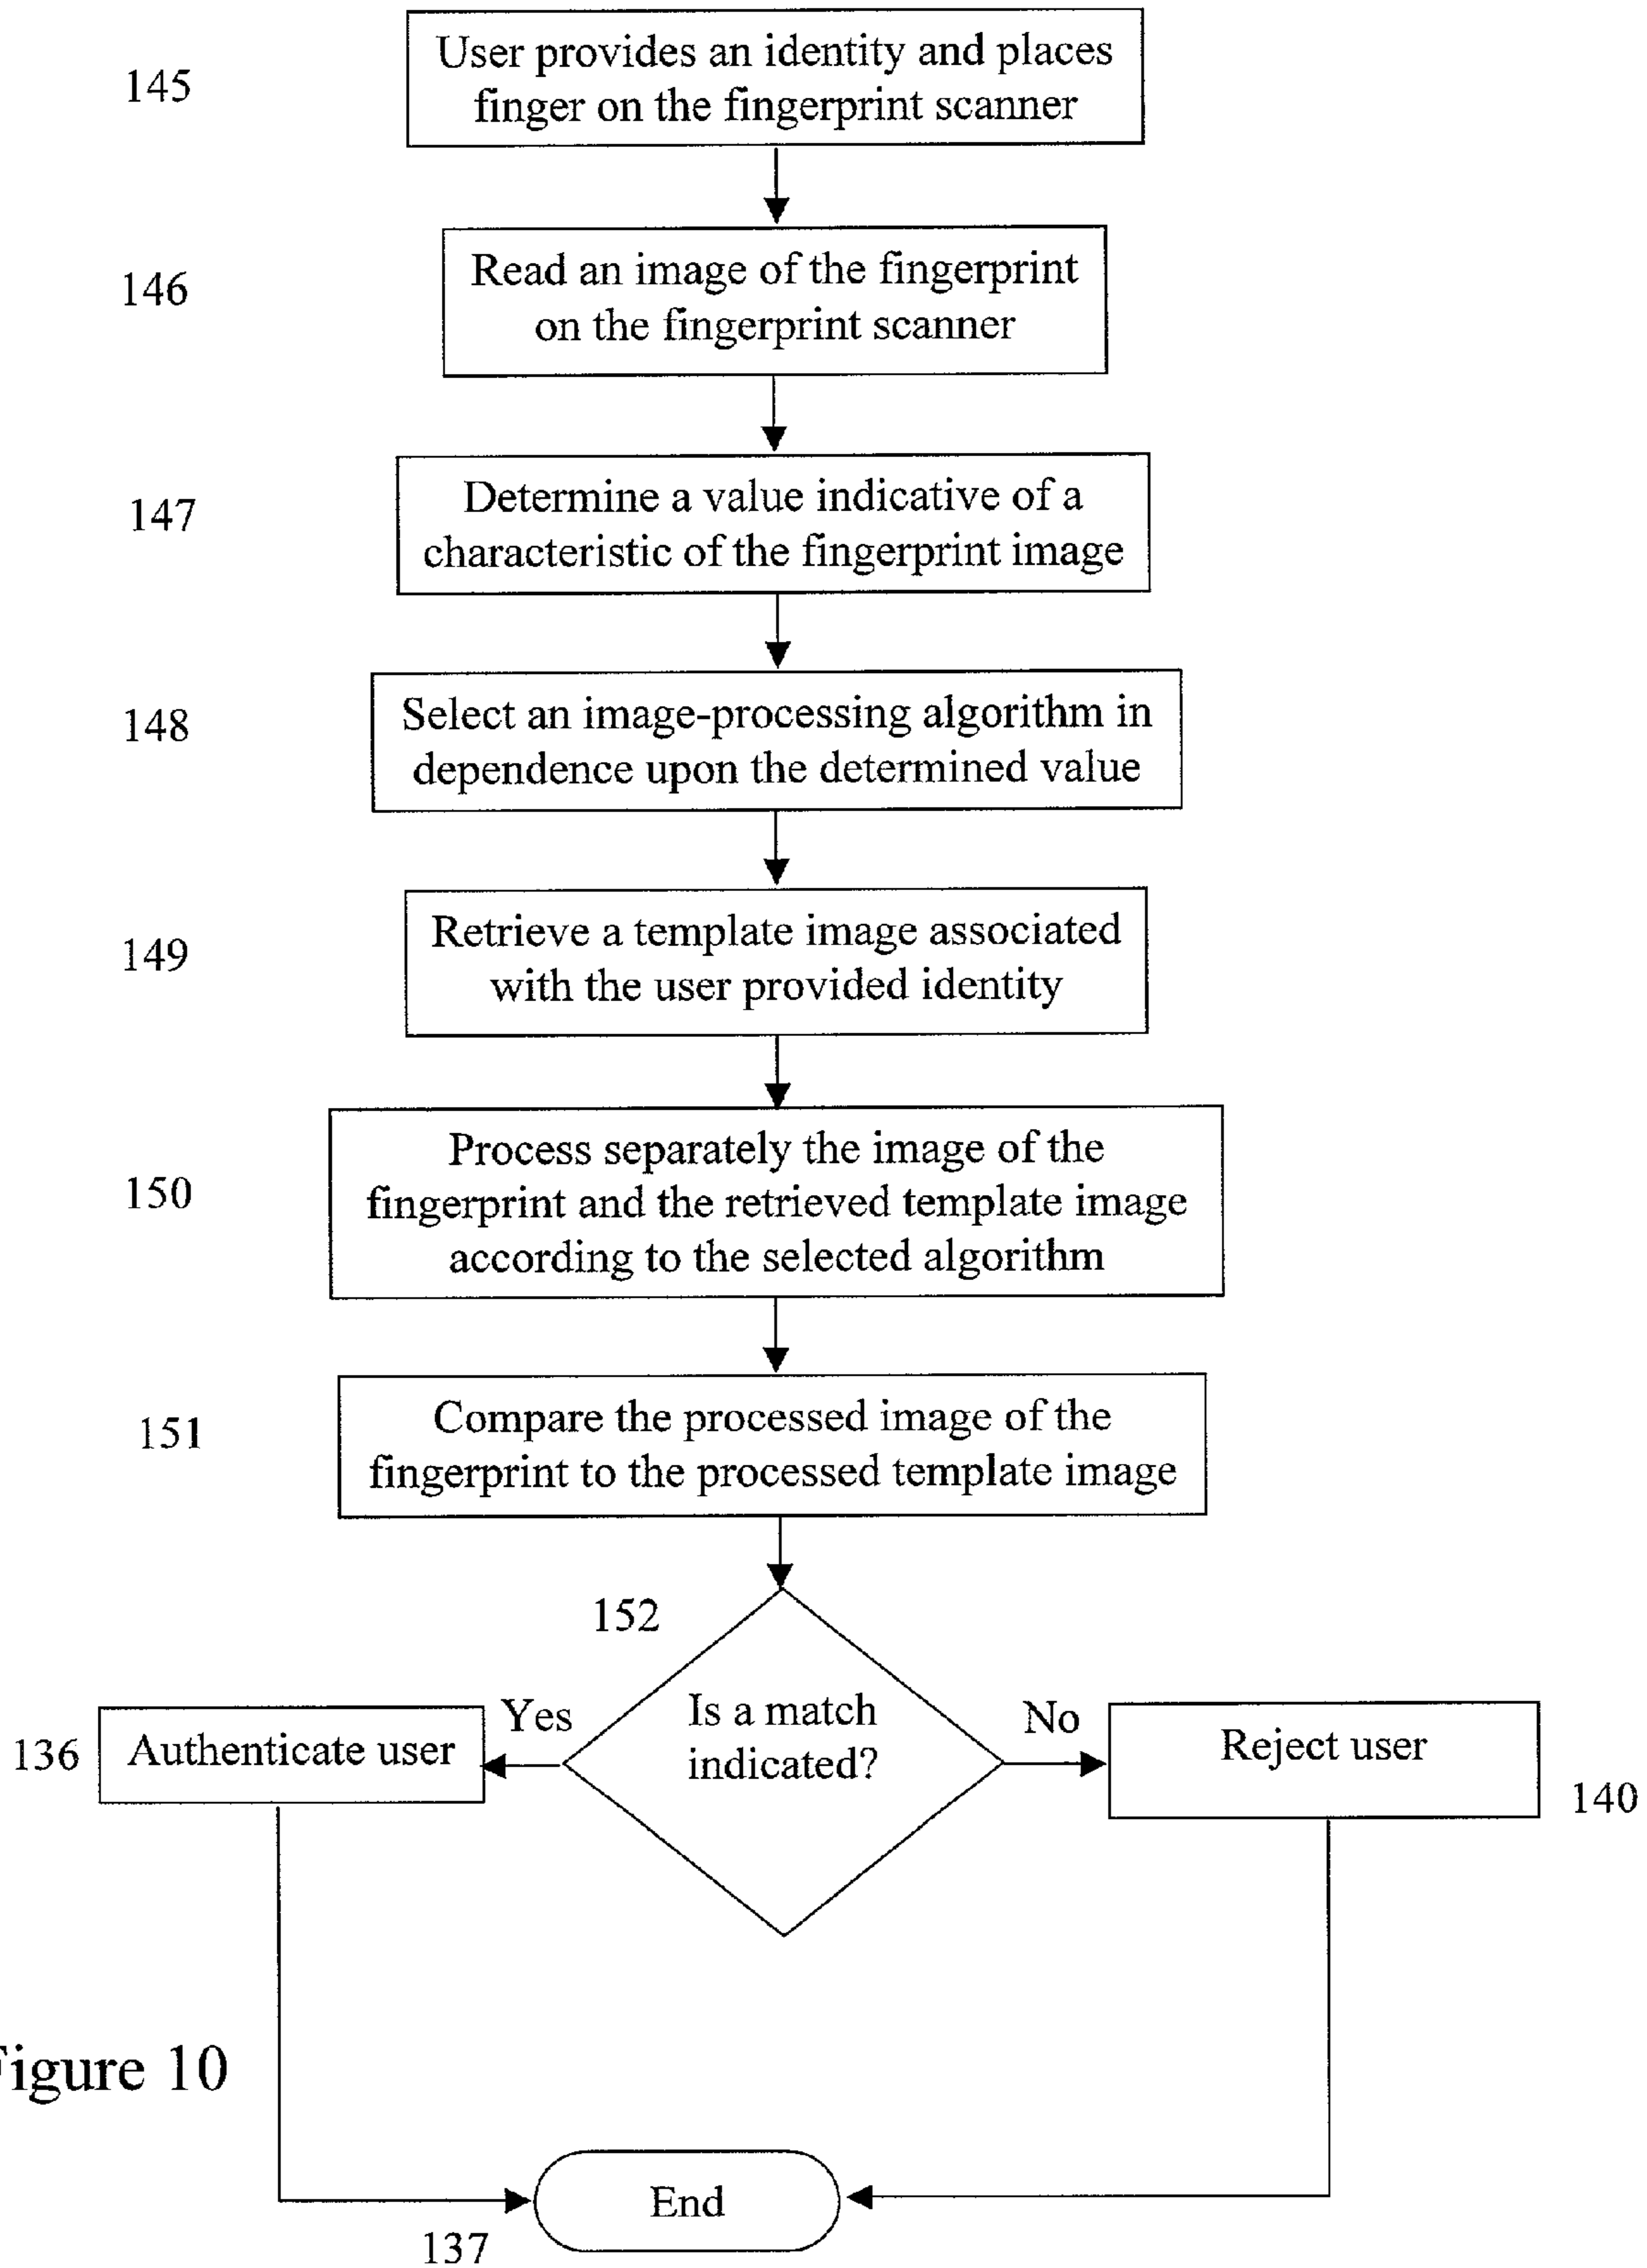 145
User provides an identity and places
finger on the fingerprint scanner
146
Read an image of the fingerprint
on the fingerprint scanner
147
Determine a value indicative of a
characteristic of the fingerprint image
148
Select an image-processing algorithm in
dependence upon the determined value
149
Retrieve a template image associated
with the user provided identity
150
Process separately the image of the
fingerprint and the retrieved template image
according to the selected algorithm
151
Compare the processed image of the
fingerprint to the processed template image
152
Is a match
indicated?
Yes
No
136
Authenticate user
Reject user
140
Figure 10
End
137